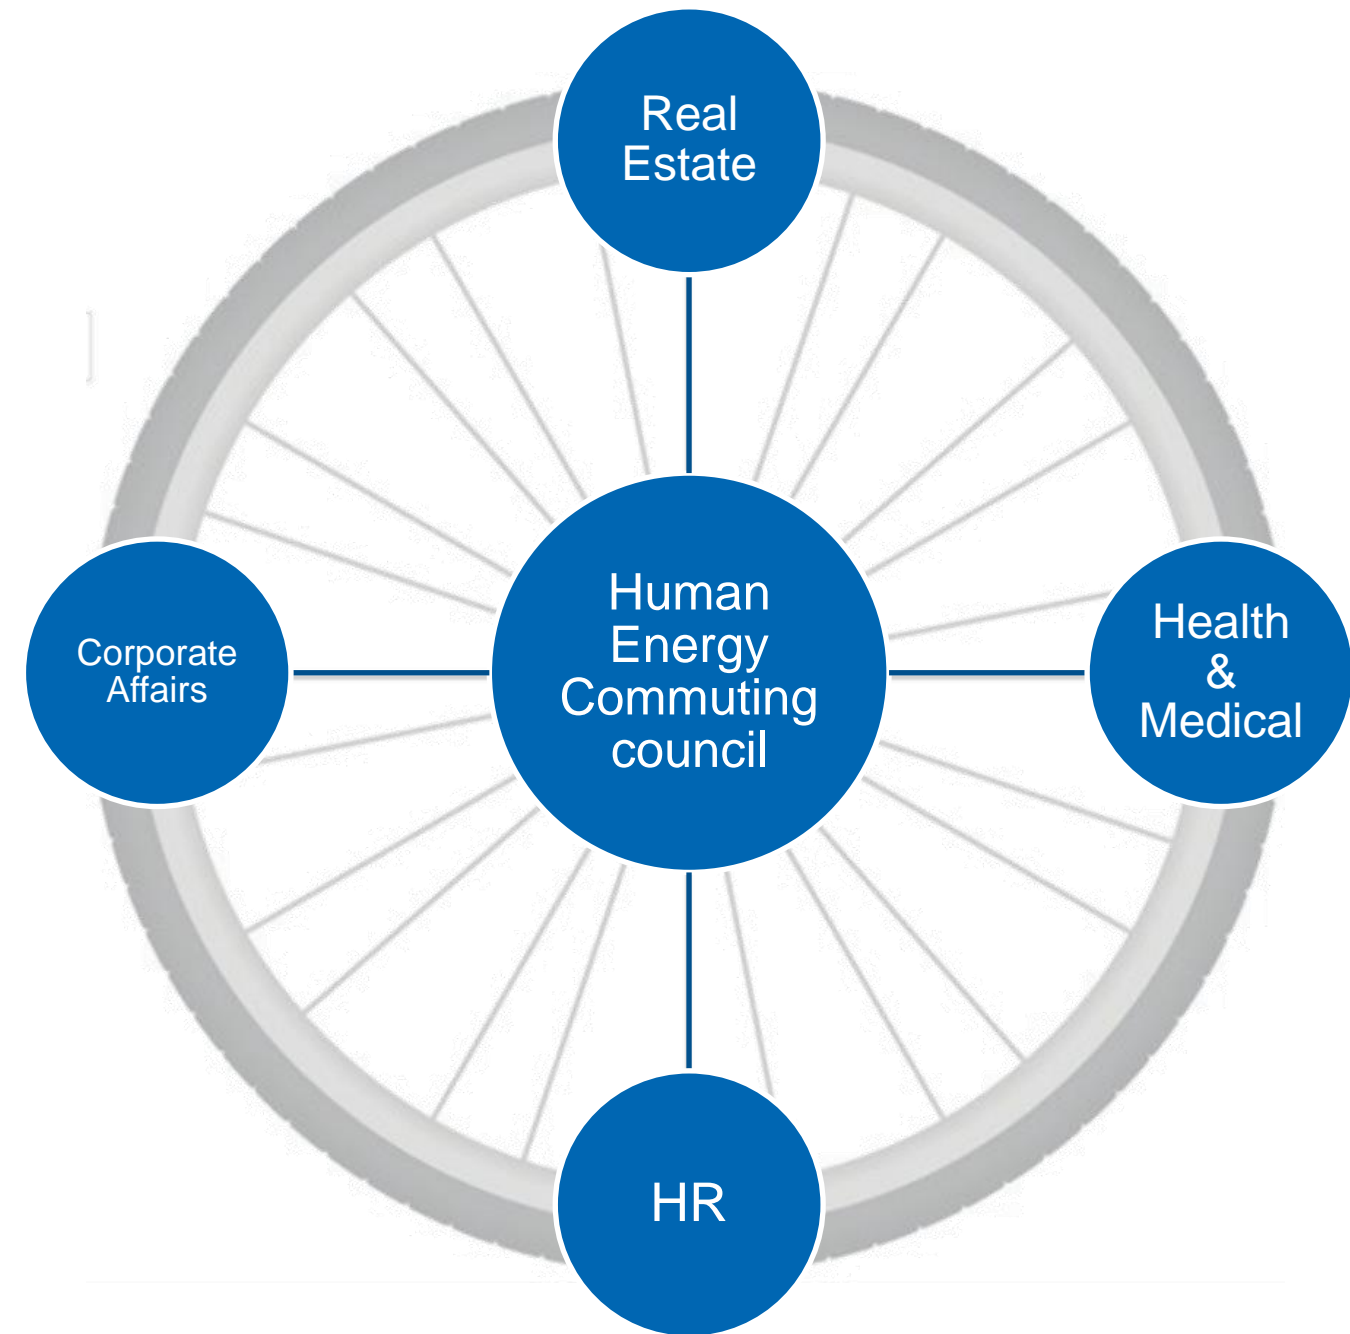 Real
Estate
Corporate
Affairs
Human
Energy
Commuting
council
Health
&
Medical
HR